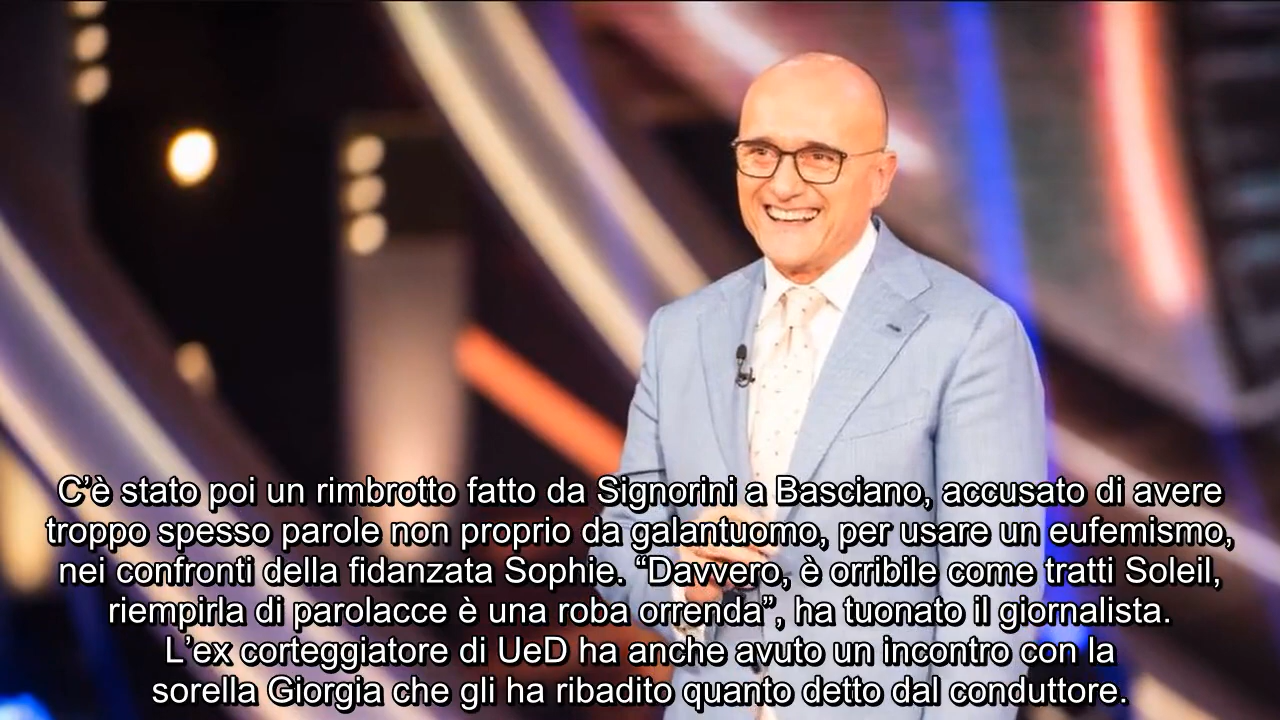 C’è stato poi un rimbrotto fatto da Signorini a Basciano, accusato di avere
troppo spesso parole non proprio da galantuomo, per usare un eufemismo,
nei confronti della fidanzata Sophie. “Davvero, è orribile come tratti Soleil,
riempirla di parolacce è una roba orrenda”, ha tuonato il giornalista.
L’ex corteggiatore di UeD ha anche avuto un incontro con la
sorella Giorgia che gli ha ribadito quanto detto dal conduttore.